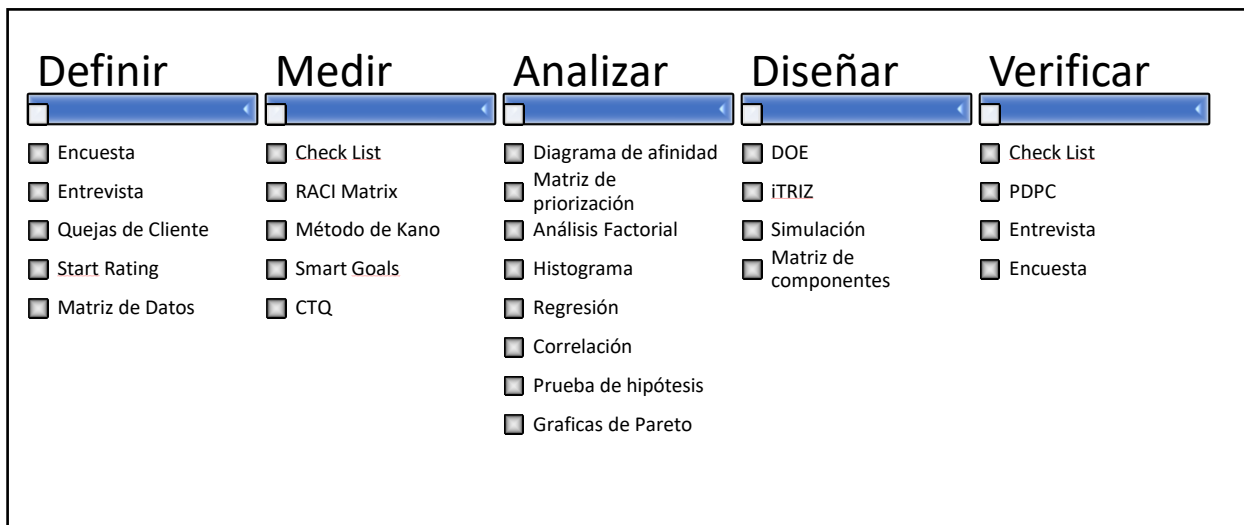 Definir
Encuesta
Entrevista
Quejas de Cliente
Start Rating
Matriz de Datos
Medir
Check List
RACI Matrix
Método de Kano
Smart Goals
CTQ
Analizar
Diagrama de afinidad
Matriz de
priorización
Análisis Factorial
Histograma
Regresión
Correlación
Prueba de hipótesis
Graficas de Pareto
Diseñar
DOE
iTRIZ
Simulación
Matriz de
componentes
Verificar
Check List
PDPC
Entrevista
Encuesta